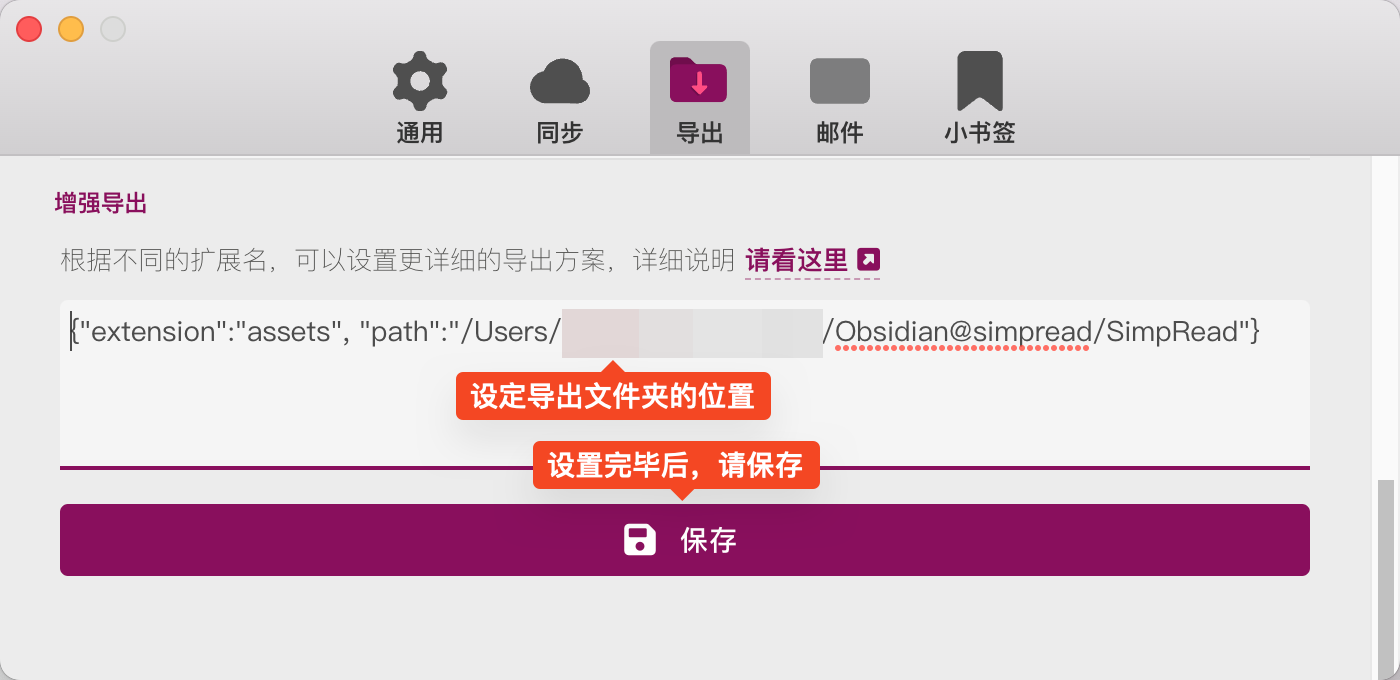 通用 同步 导出 邮件 小书签
增强导出
根据不同的扩展名，可以设置更详细的导出方案，详细说明 请看这里
{"extension":"assets", "path":"/Users/ /Obsidian@simpread/SimpRead"}
设定导出文件夹的位置
设置完毕后，请保存
保存